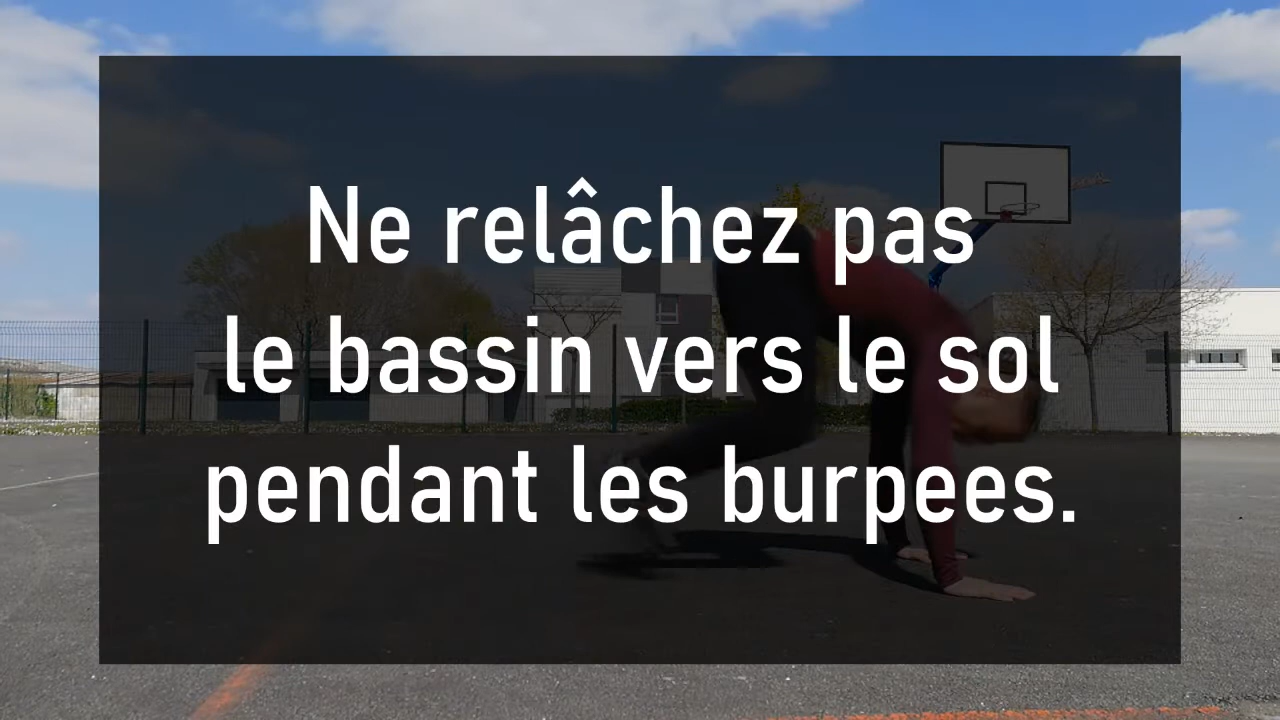 Ne relâchez pas
le bassin vers le sol
pendant les burpees.